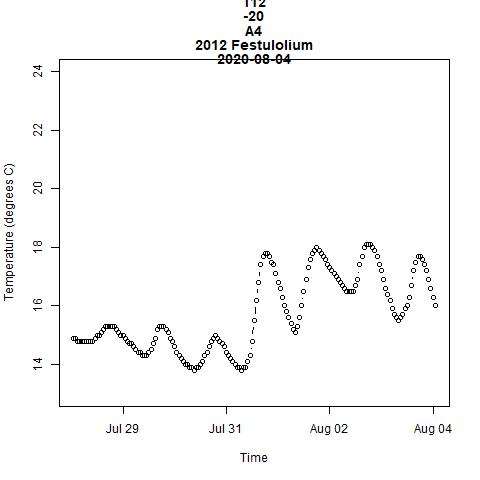 T12
-20
A4
2012 Festulolium
2020-08-04
24
22
20
18
16
14
Temperature (degrees C)
Jul 29
Jul 31
Aug 02
Aug 04
Time